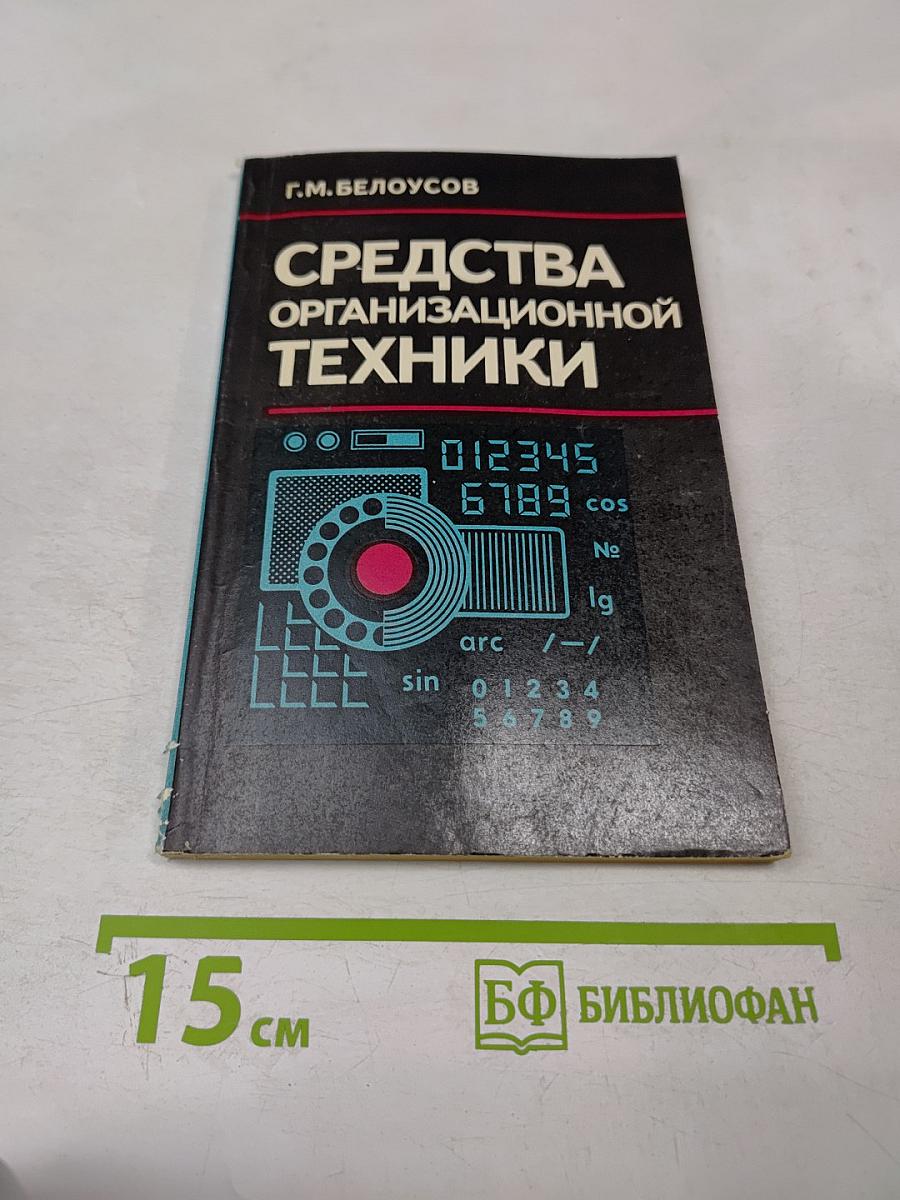 Г.М.БЕЛОУСОВ
СРЕДСТВА
ОРГАНИЗАЦИОННОЙ
ТЕХНИКИ
012345
6789 cos
№
lg
arc /—/
sin
0 1 2 3 4
5 6 7 8 9
15 см
БФ БИБЛИОФАН